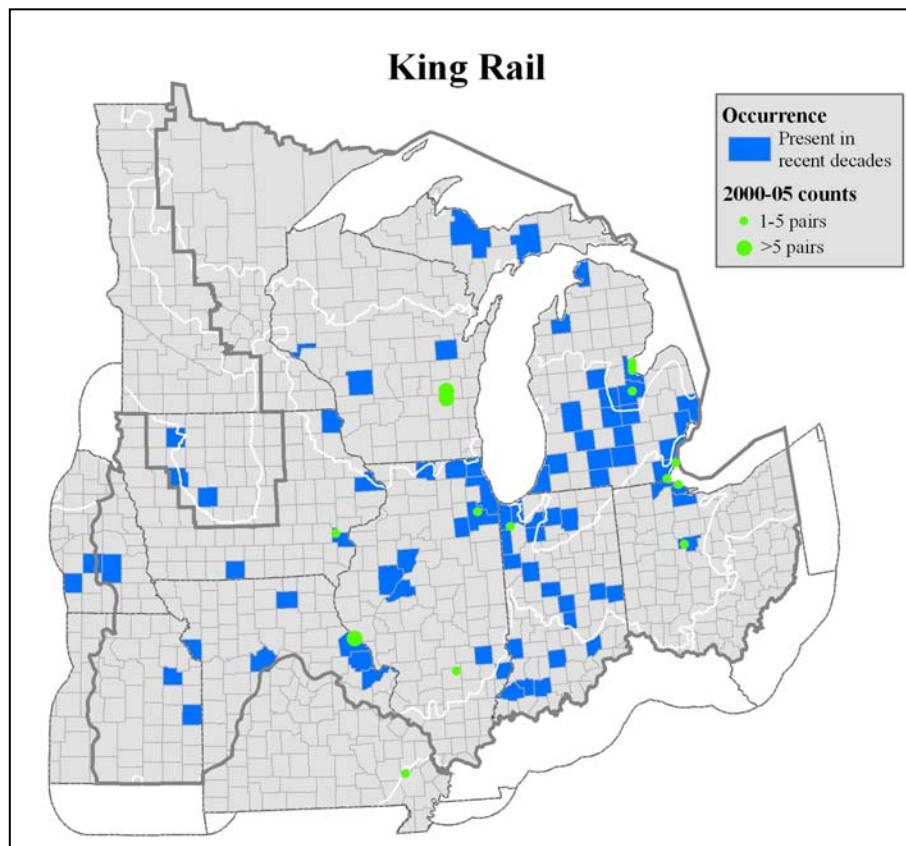 King Rail
Occurrence
Present in
recent decades
2000-05 counts
1-5 pairs
>5 pairs